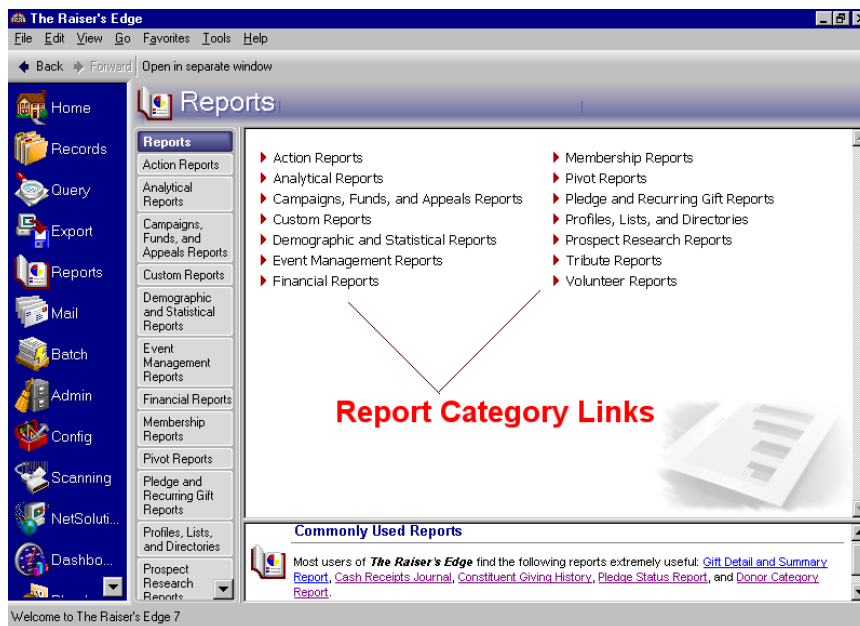 The Raiser's Edge
File Edit View Go Favorites Tools Help
Back Forward Open in separate window
Home
Records
Query
Export
Reports
Mail
Batch
Admin
Config
Scanning
NetSoluti...
Dashbo...
Reports
Reports
Action Reports
Analytical
Reports
Campaigns,
Funds, and
Appeals Reports
Custom Reports
Demographic
and Statistical
Reports
Event
Management
Reports
Financial Reports
Membership
Reports
Pivot Reports
Pledge and
Recurring Gift
Reports
Profiles, Lists,
and Directories
Prospect
Research
Reports
Action Reports
Analytical Reports
Campaigns, Funds, and Appeals Reports
Custom Reports
Demographic and Statistical Reports
Event Management Reports
Financial Reports
Membership Reports
Pivot Reports
Pledge and Recurring Gift Reports
Profiles, Lists, and Directories
Prospect Research Reports
Tribute Reports
Volunteer Reports
Report Category Links
Commonly Used Reports
Most users of The Raiser's Edge find the following reports extremely useful: Gift Detail and Summary
Report, Cash Receipts Journal, Constituent Giving History, Pledge Status Report, and Donor Category
Report.
Welcome to The Raiser's Edge 7